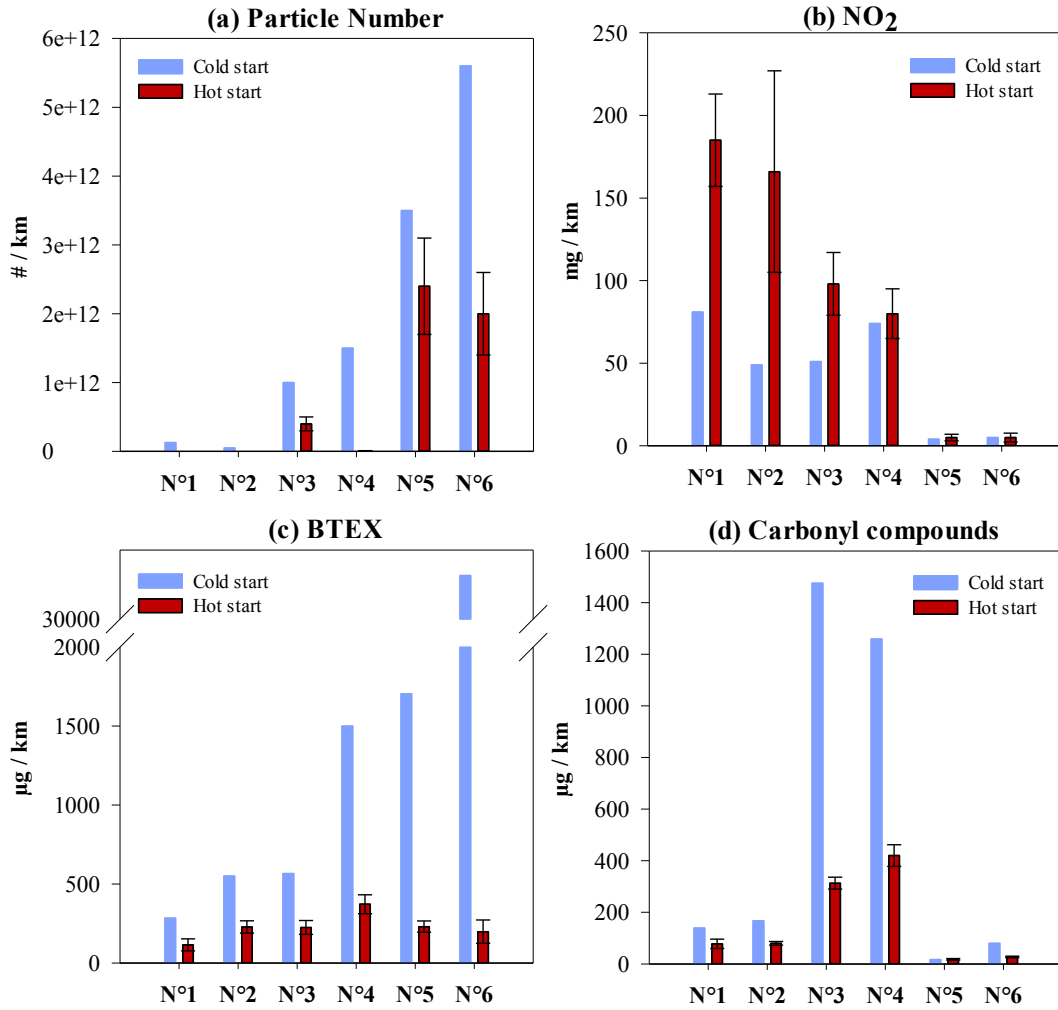 (a) Particle Number
6e+12
5e+12
4e+12
3e+12
2e+12
1e+12
0
# / km
Cold start
Hot start
N°1 N°2 N°3 N°4 N°5 N°6
(b) NO2
250
200
150
100
50
0
mg / km
Cold start
Hot start
N°1 N°2 N°3 N°4 N°5 N°6
(c) BTEX
30000
2000
1500
1000
500
0
µg / km
Cold start
Hot start
N°1 N°2 N°3 N°4 N°5 N°6
(d) Carbonyl compounds
1600
1400
1200
1000
800
600
400
200
0
µg / km
Cold start
Hot start
N°1 N°2 N°3 N°4 N°5 N°6